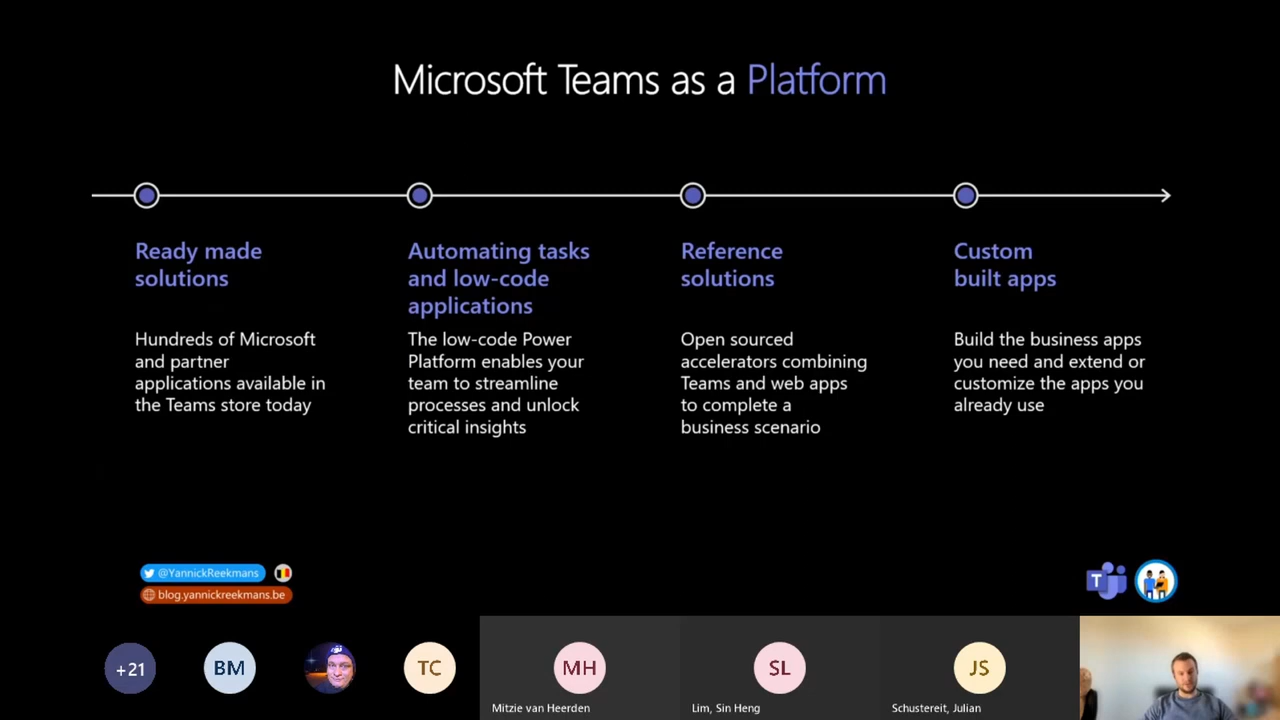 Microsoft Teams as a Platform
Ready made
solutions
Hundreds of Microsoft
and partner
applications available in
the Teams store today
Automating tasks
and low-code
applications
The low-code Power
Platform enables your
team to streamline
processes and unlock
critical insights
Reference
solutions
Open sourced
accelerators combining
Teams and web apps
to complete a
business scenario
Custom
built apps
Build the business apps
you need and extend or
customize the apps you
already use
@YannickReekmans
blog.yannickreekmans.be
T
+21
BM
TC
MH
Mitzie van Heerden
SL
Lim, Sin Heng
JS
Schustereit, Julian